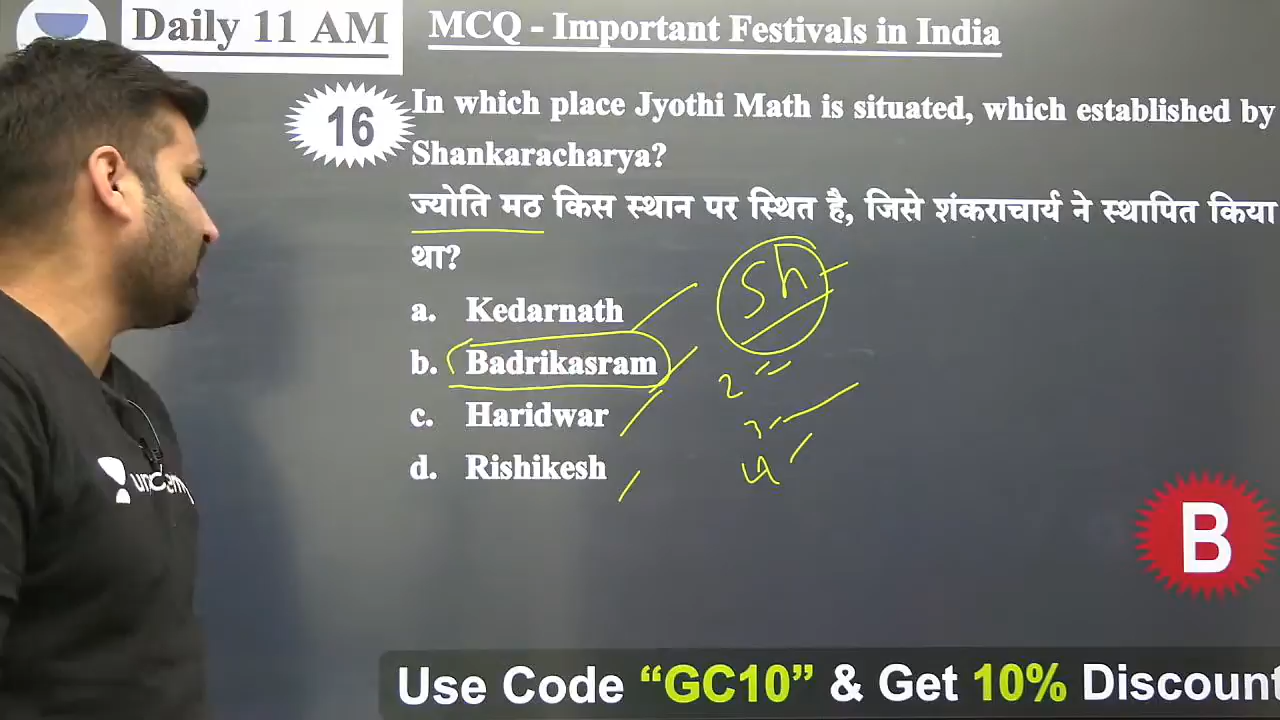 Daily 11 AM
MCQ - Important Festivals in India
16
In which place Jyothi Math is situated, which established by
Shankaracharya?
ज्योति मठ किस स्थान पर स्थित है, जिसे शंकराचार्य ने स्थापित किया
था?
a. Kedarnath
b. Badrikasram
c. Haridwar
d. Rishikesh
Sh
2
3
4
B
Use Code “GC10” & Get 10% Discount